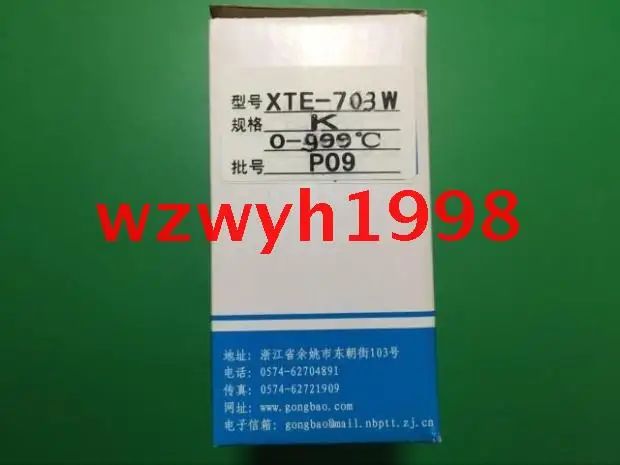 型号 XTE-703W
规格 K
0-999℃
批号 P09
wzwyh1998
地址: 浙江省余姚市东朝街103号
电话: 0574-62704891
传真: 0574-62721909
网址: www.gongbao.com
电子信箱: gongbao@mail.nbptt.zj.cn